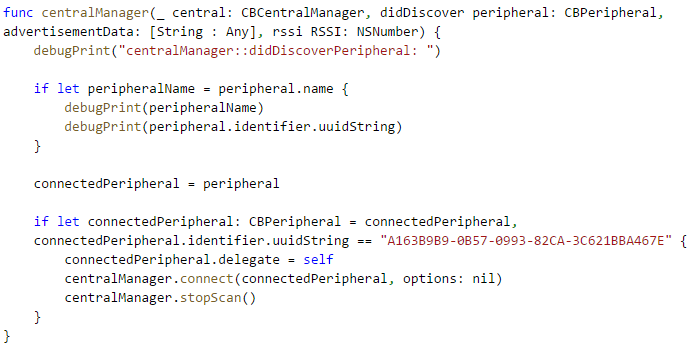 func centralManager(_ central: CBCentralManager, didDiscover peripheral: CBPeripheral,
advertisementData: [String : Any], rssi RSSI: NSNumber) {
    debugPrint("centralManager::didDiscoverPeripheral: ")

    if let peripheralName = peripheral.name {
        debugPrint(peripheralName)
        debugPrint(peripheral.identifier.uuidString)
    }

    connectedPeripheral = peripheral

    if let connectedPeripheral: CBPeripheral = connectedPeripheral,
    connectedPeripheral.identifier.uuidString == "A163B9B9-0B57-0993-82CA-3C621BBA467E" {
        connectedPeripheral.delegate = self
        centralManager.connect(connectedPeripheral, options: nil)
        centralManager.stopScan()
    }
}